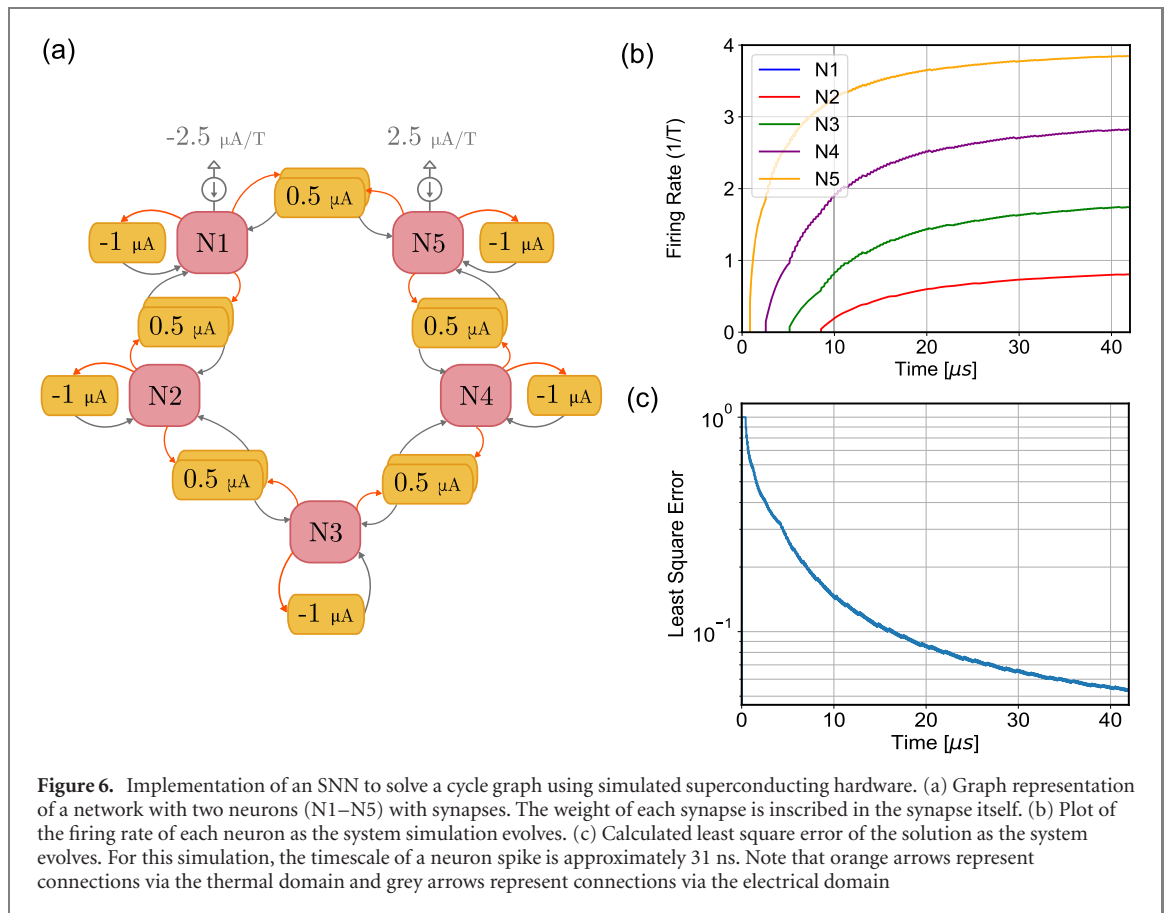 (a)
-2.5 µA/T
2.5 µA/T
0.5 µA
-1 µA
N1
N5
-1 µA
0.5 µA
0.5 µA
-1 µA
N2
N4
-1 µA
0.5 µA
0.5 µA
N3
-1 µA
(b)
Firing Rate (1/T)
4
3
2
1
0
N1
N2
N3
N4
N5
0 10 20 30 40
Time [µs]
(c)
Least Square Error
10⁰
10⁻¹
0 10 20 30 40
Time [µs]
Figure 6. Implementation of an SNN to solve a cycle graph using simulated superconducting hardware. (a) Graph representation
of a network with two neurons (N1–N5) with synapses. The weight of each synapse is inscribed in the synapse itself. (b) Plot of
the firing rate of each neuron as the system simulation evolves. (c) Calculated least square error of the solution as the system
evolves. For this simulation, the timescale of a neuron spike is approximately 31 ns. Note that orange arrows represent
connections via the thermal domain and grey arrows represent connections via the electrical domain